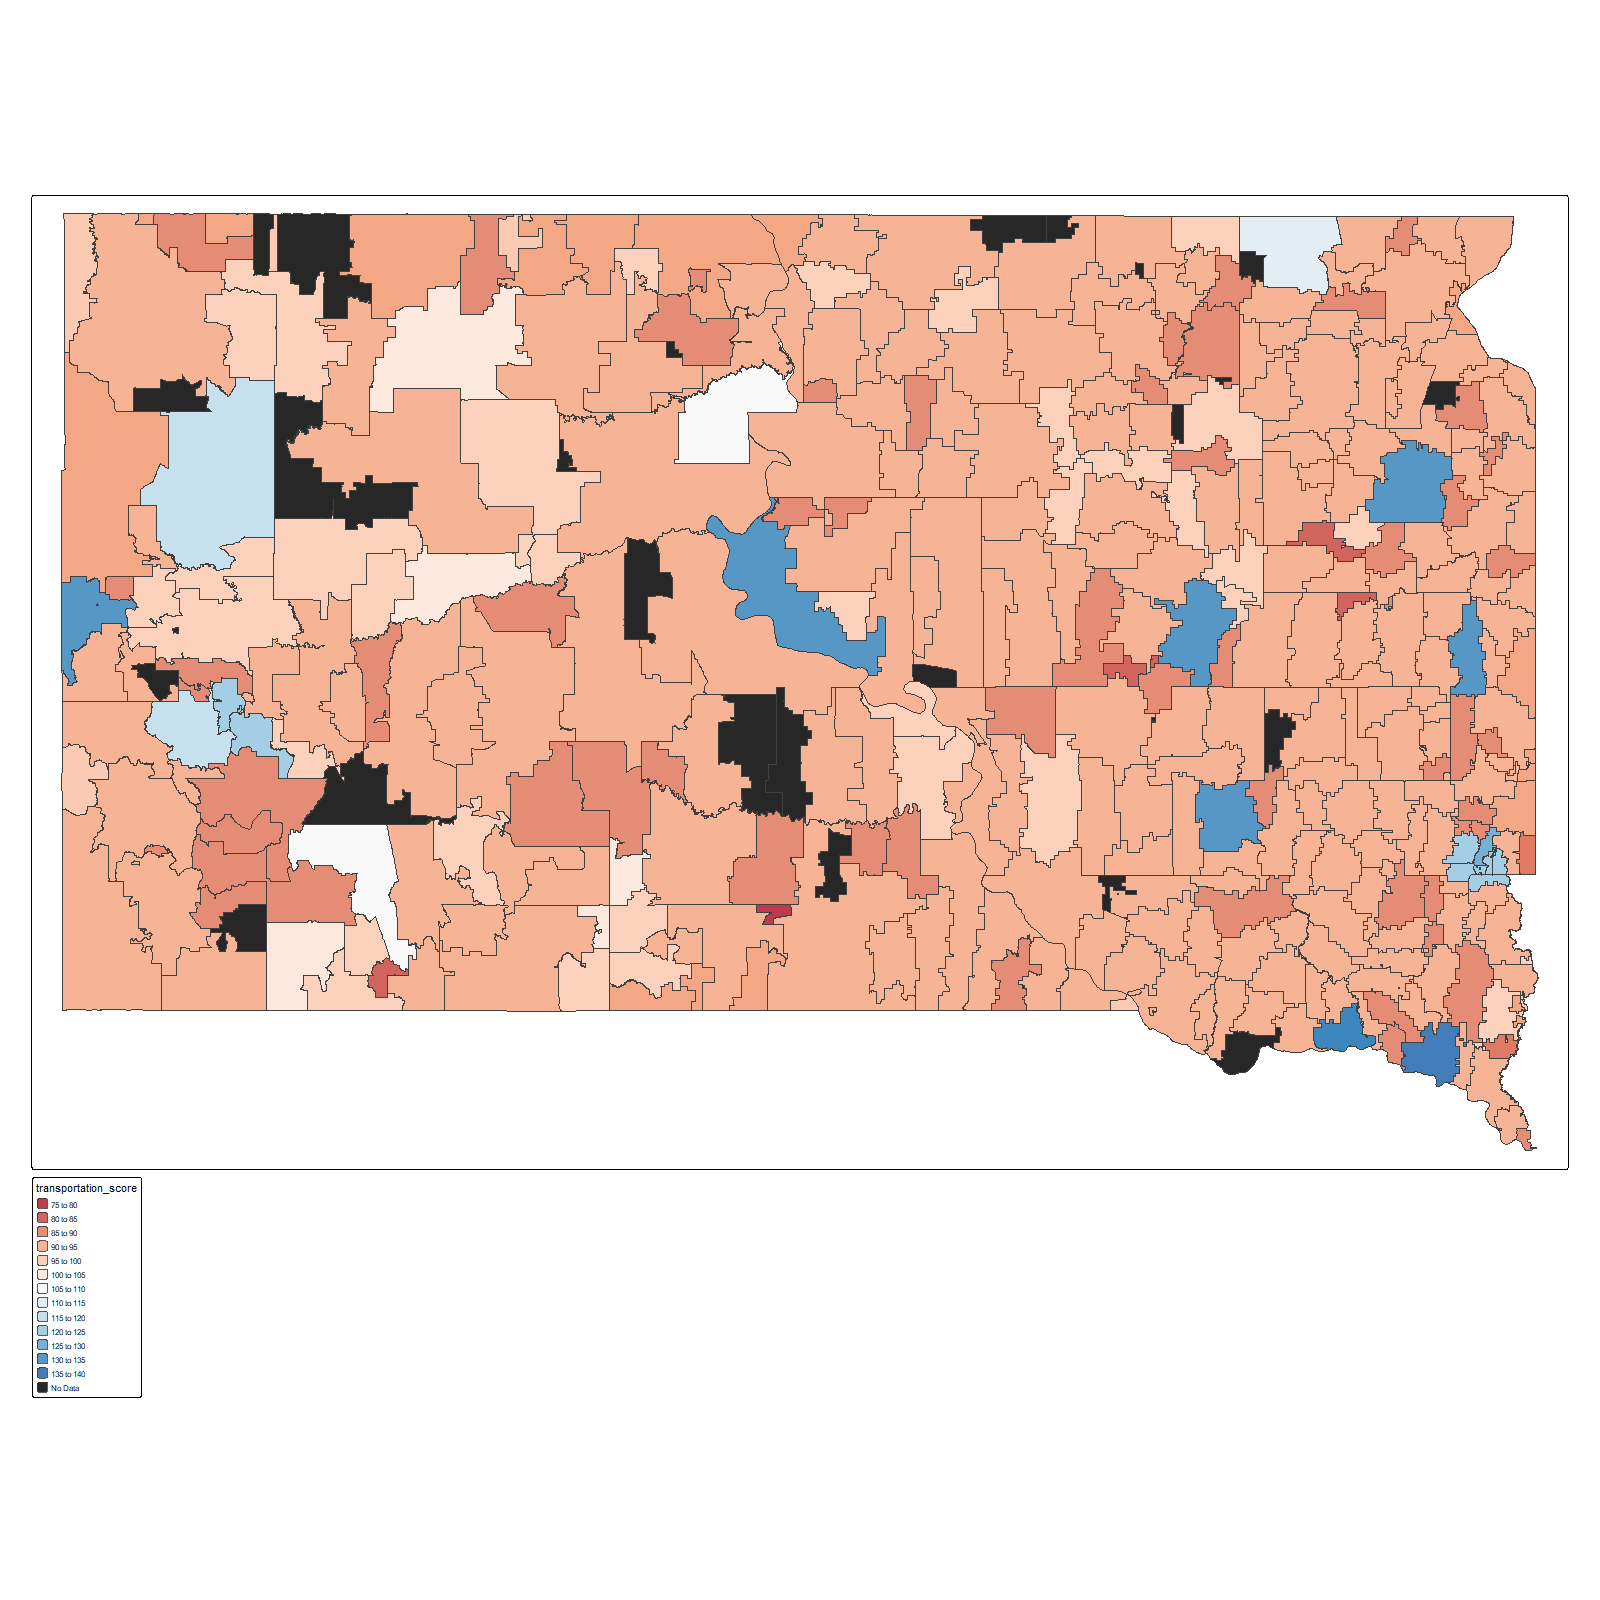 transportation_score
75 to 80
80 to 85
85 to 90
90 to 95
95 to 100
100 to 105
105 to 110
110 to 115
115 to 120
120 to 125
125 to 130
130 to 135
135 to 140
No Data